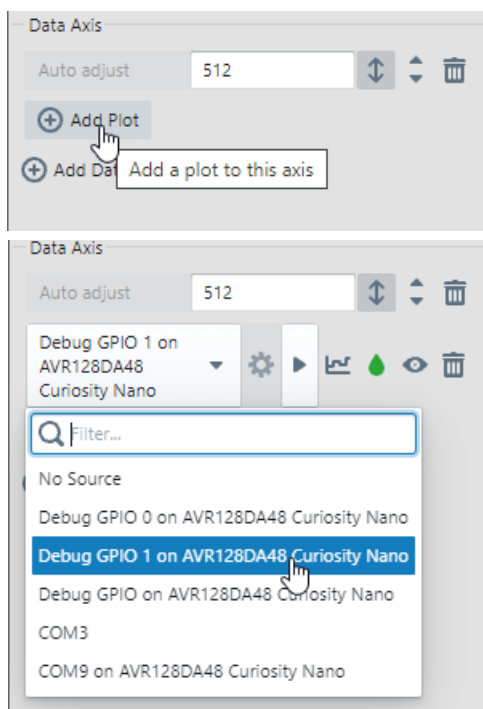 Data Axis
Auto adjust 512
Add Plot
Add Dat
Add a plot to this axis
Data Axis
Auto adjust 512
Debug GPIO 1 on
AVR128DA48
Curiosity Nano
Filter...
No Source
Debug GPIO 0 on AVR128DA48 Curiosity Nano
Debug GPIO 1 on AVR128DA48 Curiosity Nano
Debug GPIO on AVR128DA48 Curiosity Nano
COM3
COM9 on AVR128DA48 Curiosity Nano